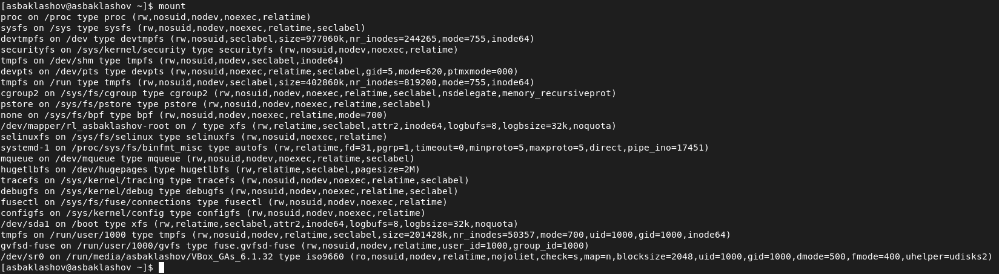 [asbaklashov@asbaklashov ~]$ mount
proc on /proc type proc (rw,nosuid,nodev,noexec,relatime)
sysfs on /sys type sysfs (rw,nosuid,nodev,noexec,relatime,seclabel)
devtmpfs on /dev type devtmpfs (rw,nosuid,seclabel,size=977060k,nr_inodes=244265,mode=755,inode64)
securityfs on /sys/kernel/security type securityfs (rw,nosuid,nodev,noexec,relatime)
tmpfs on /dev/shm type tmpfs (rw,nosuid,nodev,seclabel,inode64)
devpts on /dev/pts type devpts (rw,nosuid,noexec,relatime,seclabel,gid=5,mode=620,ptmxmode=000)
tmpfs on /run type tmpfs (rw,nosuid,nodev,seclabel,size=402860k,nr_inodes=819200,mode=755,inode64)
cgroup2 on /sys/fs/cgroup type cgroup2 (rw,nosuid,nodev,noexec,relatime,seclabel,nsdelegate,memory_recursiveprot)
pstore on /sys/fs/pstore type pstore (rw,nosuid,nodev,noexec,relatime,seclabel)
none on /sys/fs/bpf type bpf (rw,nosuid,nodev,noexec,relatime,mode=700)
/dev/mapper/rl_asbaklashov-root on / type xfs (rw,relatime,seclabel,attr2,inode64,logbufs=8,logbsize=32k,noquota)
selinuxfs on /sys/fs/selinux type selinuxfs (rw,nosuid,noexec,relatime)
systemd-1 on /proc/sys/fs/binfmt_misc type autofs (rw,relatime,fd=31,pgrp=1,timeout=0,minproto=5,maxproto=5,direct,pipe_ino=17451)
mqueue on /dev/mqueue type mqueue (rw,nosuid,nodev,noexec,relatime,seclabel)
hugetlbfs on /dev/hugepages type hugetlbfs (rw,relatime,seclabel,pagesize=2M)
tracefs on /sys/kernel/tracing type tracefs (rw,nosuid,nodev,noexec,relatime,seclabel)
debugfs on /sys/kernel/debug type debugfs (rw,nosuid,nodev,noexec,relatime,seclabel)
fusectl on /sys/fs/fuse/connections type fusectl (rw,nosuid,nodev,noexec,relatime)
configfs on /sys/kernel/config type configfs (rw,nosuid,nodev,noexec,relatime)
/dev/sda1 on /boot type xfs (rw,relatime,seclabel,attr2,inode64,logbufs=8,logbsize=32k,noquota)
tmpfs on /run/user/1000 type tmpfs (rw,nosuid,nodev,relatime,seclabel,size=201428k,nr_inodes=50357,mode=700,uid=1000,gid=1000,inode64)
gvfsd-fuse on /run/user/1000/gvfs type fuse.gvfsd-fuse (rw,nosuid,nodev,relatime,user_id=1000,group_id=1000)
/dev/sr0 on /run/media/asbaklashov/VBox_GAs_6.1.32 type iso9660 (ro,nosuid,nodev,relatime,nojoliet,check=s,map=n,blocksize=2048,uid=1000,gid=1000,dmode=500,fmode=400,uhelper=udisks2)
[asbaklashov@asbaklashov ~]$